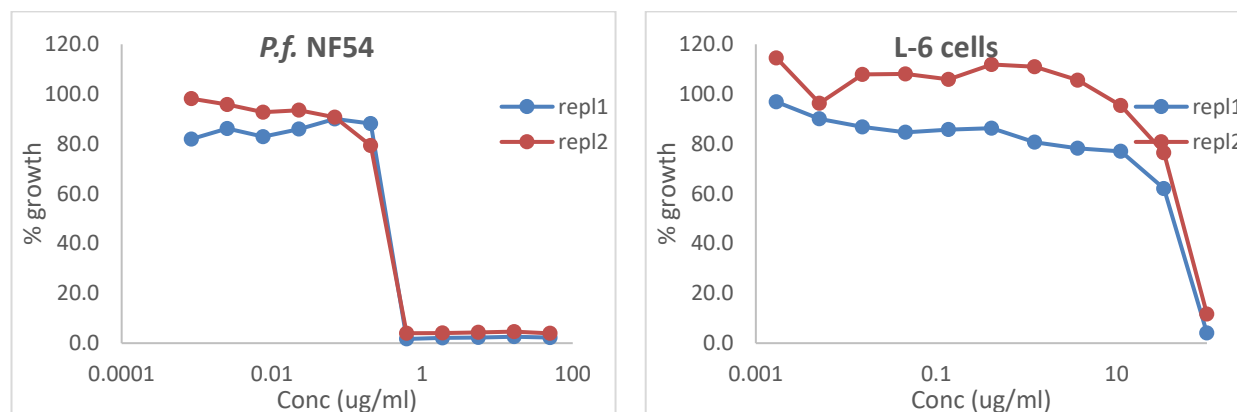 P.f. NF54
120.0
100.0
80.0
60.0
40.0
20.0
0.0
% growth
0.0001
0.01
1
100
Conc (ug/ml)
repl1
repl2
L-6 cells
120.0
100.0
80.0
60.0
40.0
20.0
0.0
% growth
0.001
0.1
10
Conc (ug/ml)
repl1
repl2